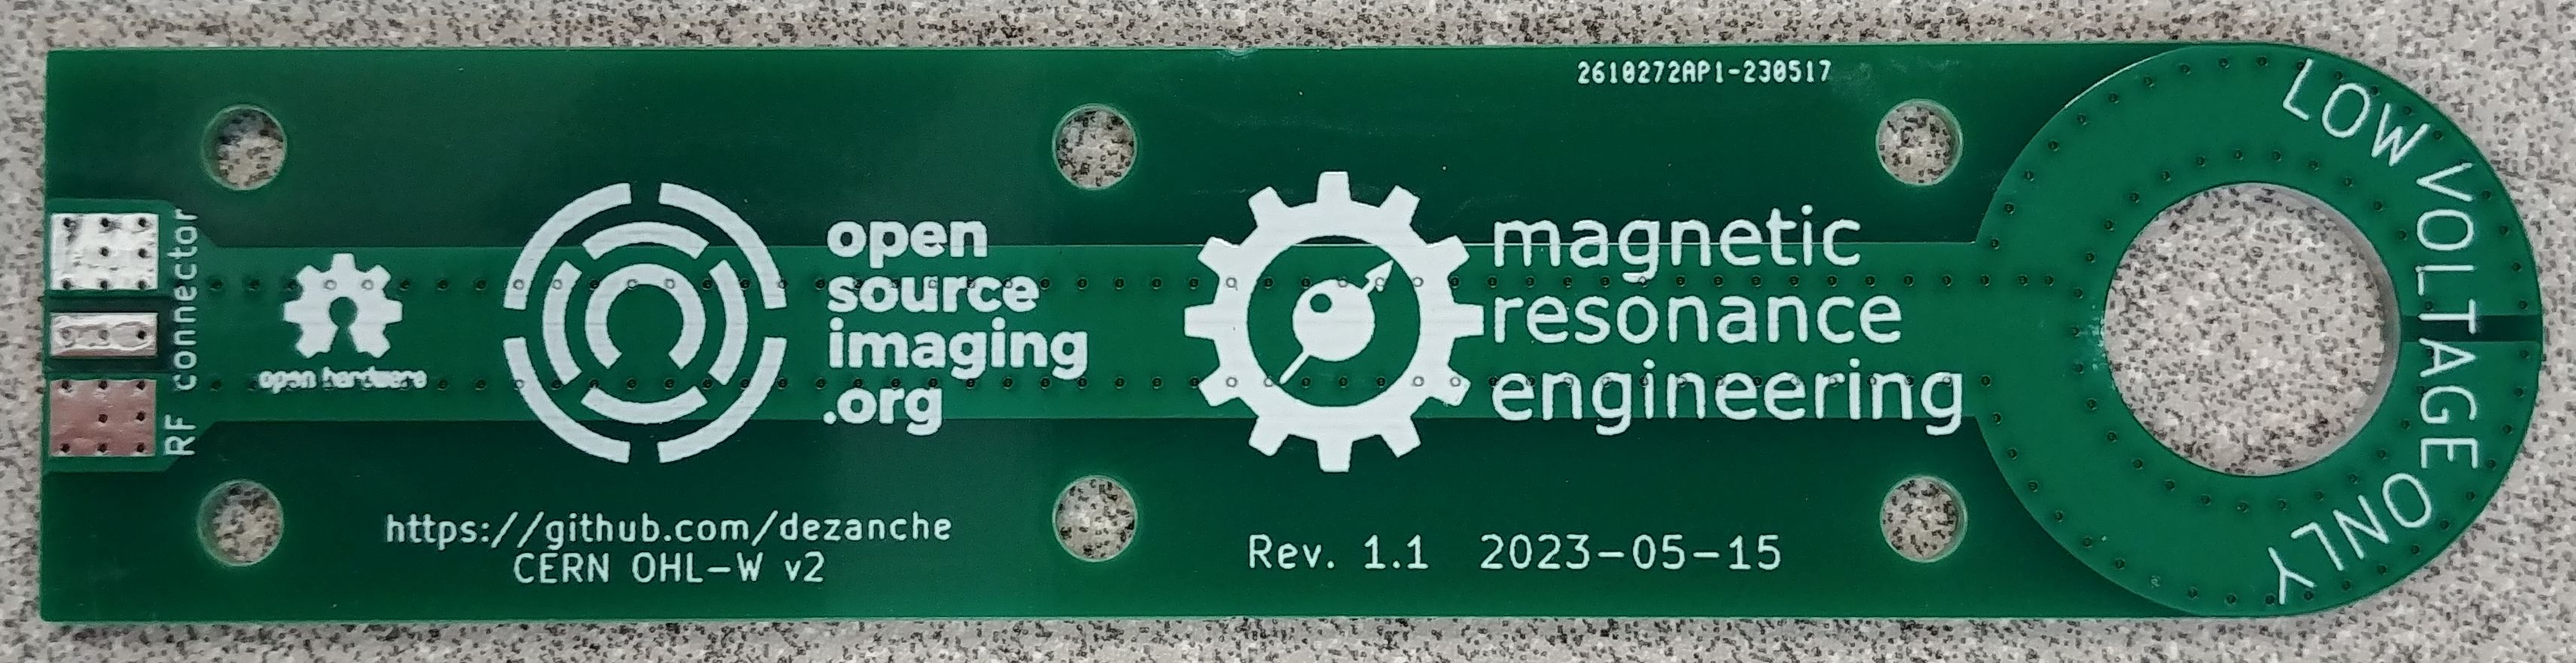 2610272AP1-230517
RF connector
open hardware
open
source
imaging
.org
magnetic
resonance
engineering
LOW VOLTAGE ONLY
https://github.com/dezanche
CERN OHL-W v2
Rev. 1.1 2023-05-15